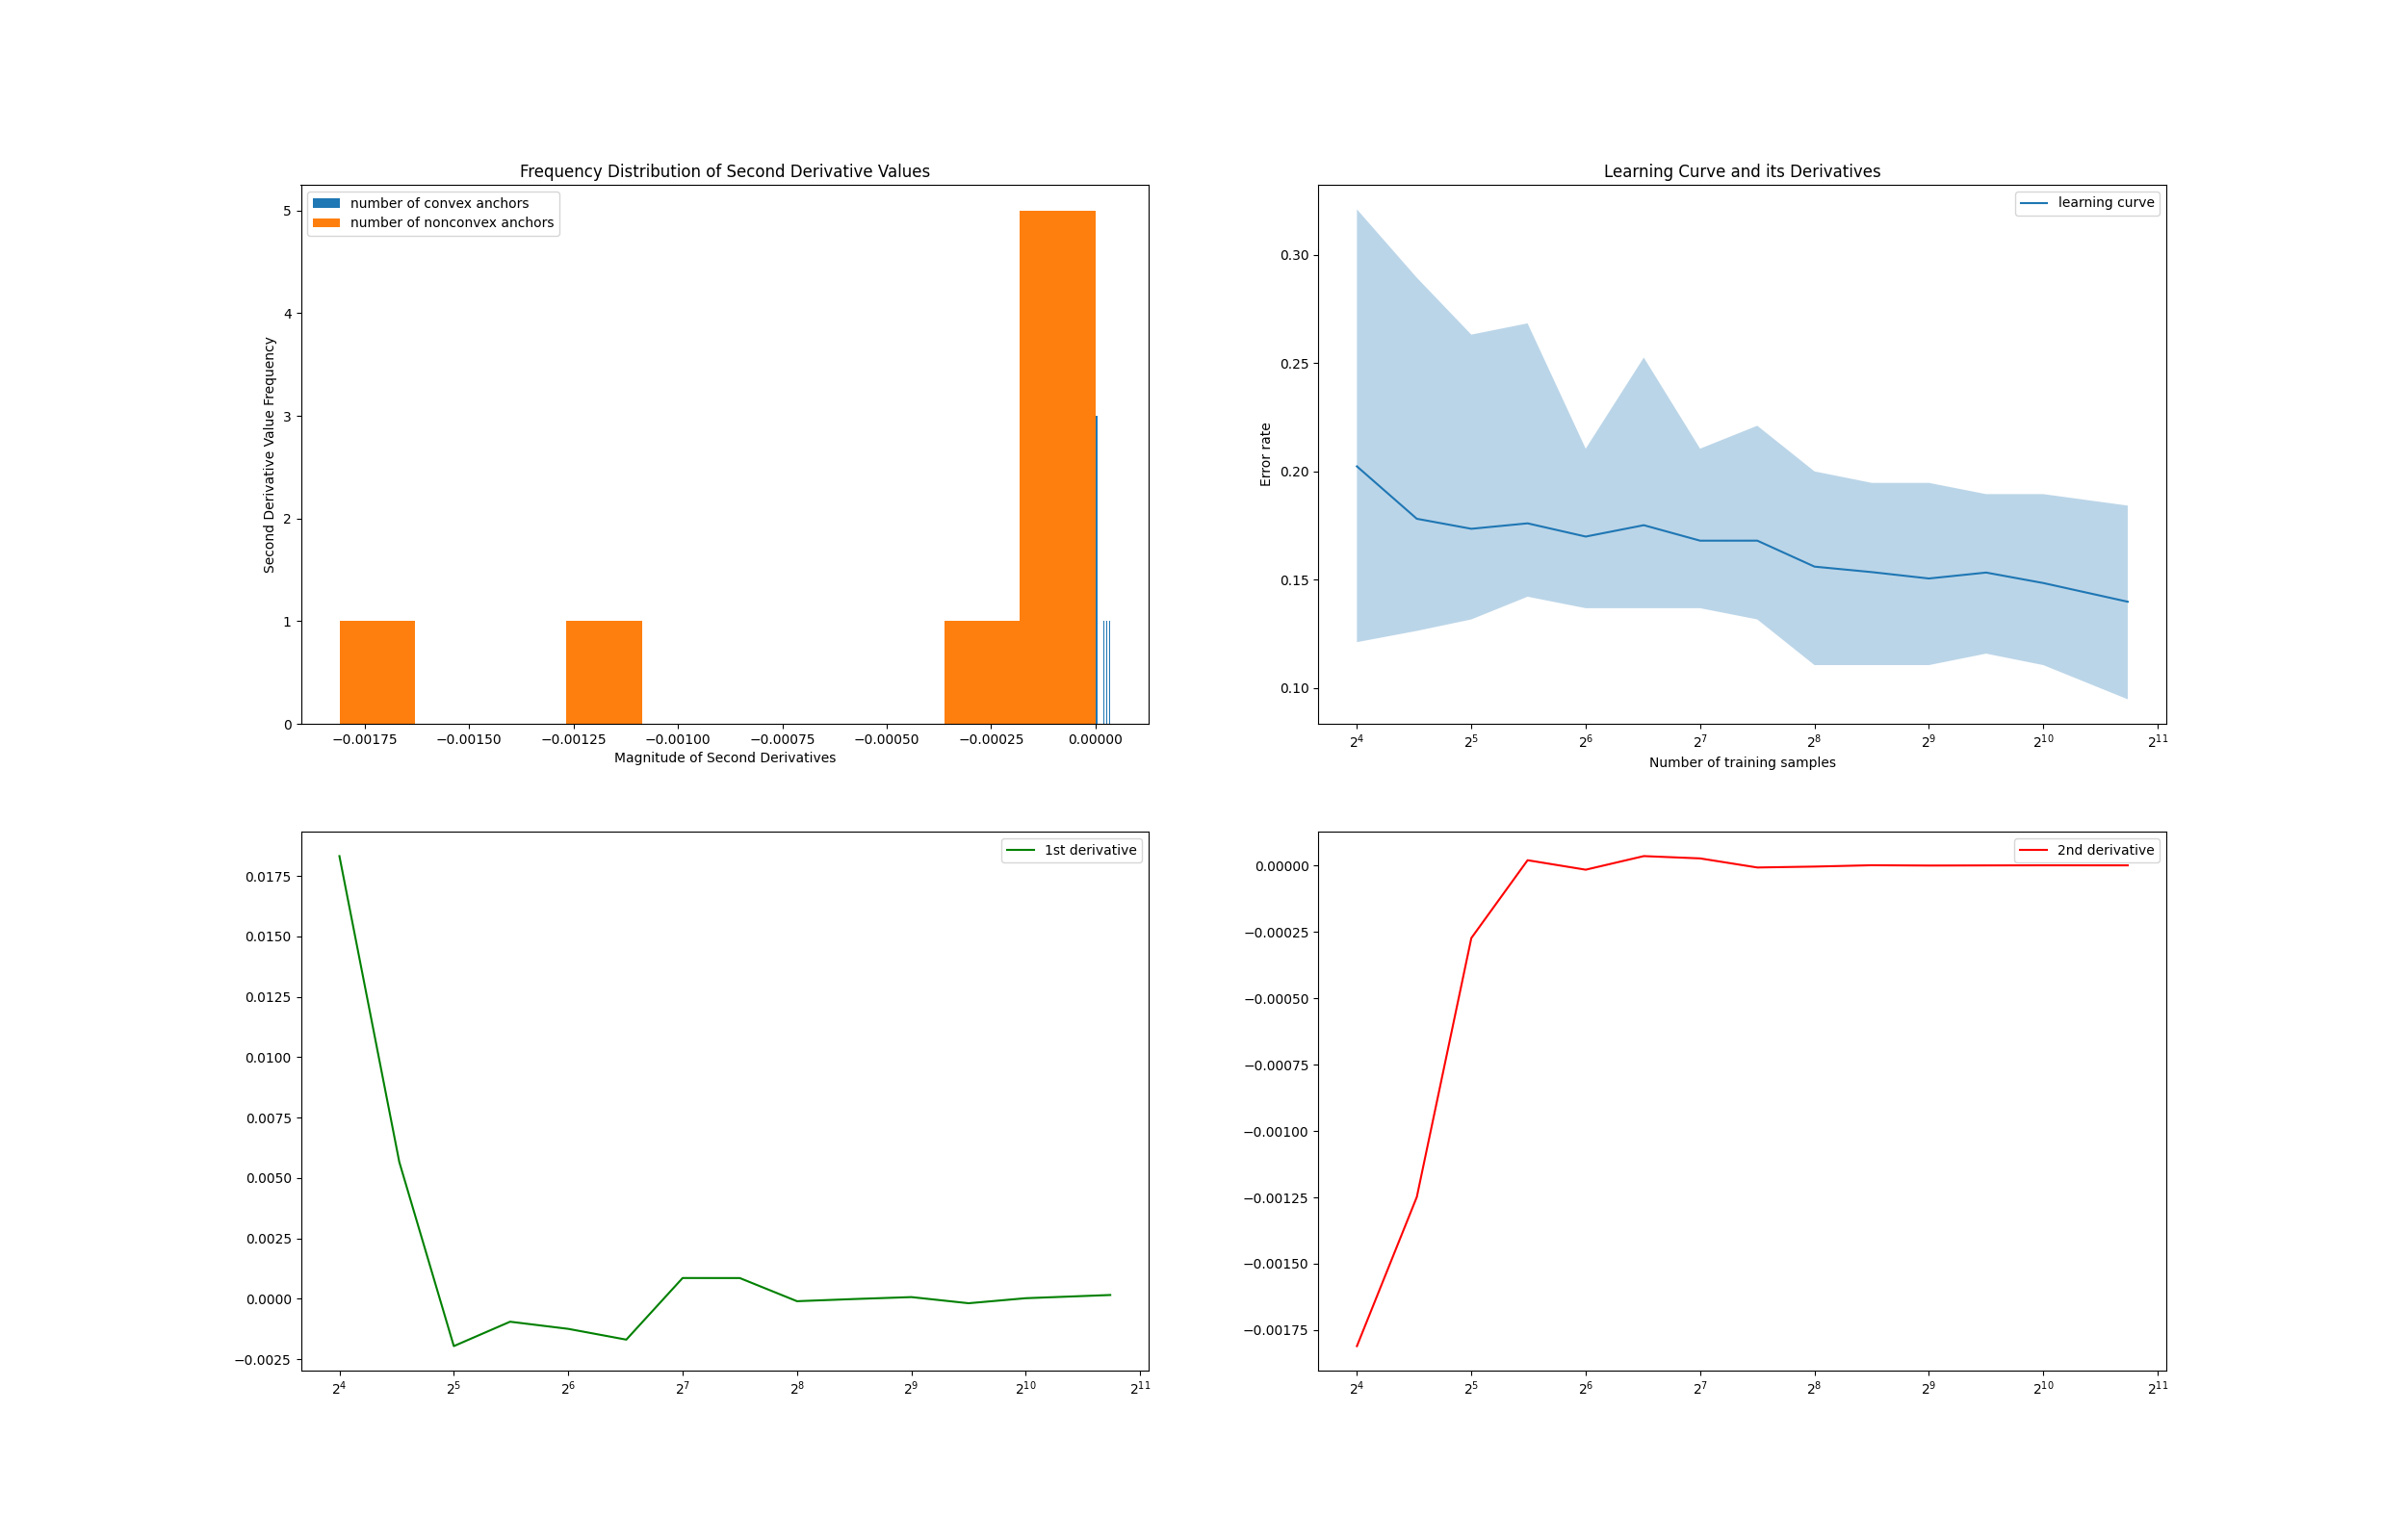 Frequency Distribution of Second Derivative Values
number of convex anchors
number of nonconvex anchors
Second Derivative Value Frequency
5
4
3
2
1
0
−0.00175 −0.00150 −0.00125 −0.00100 −0.00075 −0.00050 −0.00025 0.00000
Magnitude of Second Derivatives
Learning Curve and its Derivatives
learning curve
Error rate
0.30
0.25
0.20
0.15
0.10
2⁴ 2⁵ 2⁶ 2⁷ 2⁸ 2⁹ 2¹⁰ 2¹¹
Number of training samples
1st derivative
0.0175
0.0150
0.0125
0.0100
0.0075
0.0050
0.0025
0.0000
−0.0025
2⁴ 2⁵ 2⁶ 2⁷ 2⁸ 2⁹ 2¹⁰ 2¹¹
2nd derivative
0.00000
−0.00025
−0.00050
−0.00075
−0.00100
−0.00125
−0.00150
−0.00175
2⁴ 2⁵ 2⁶ 2⁷ 2⁸ 2⁹ 2¹⁰ 2¹¹